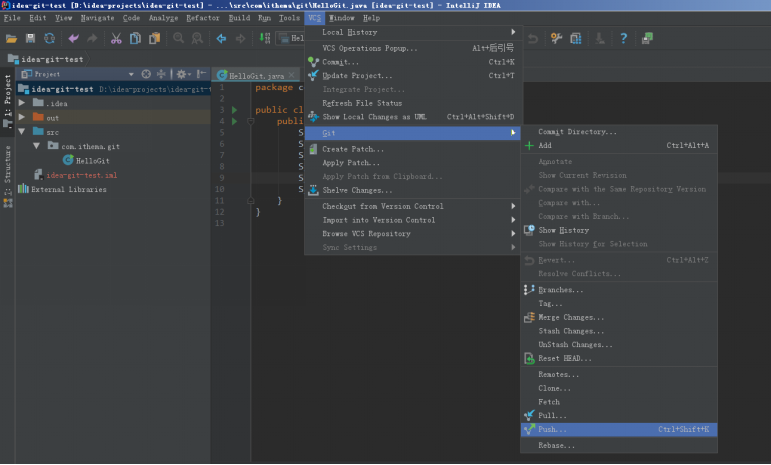 idea-git-test [D:\idea-projects\idea-git-test] - ...\src\com\ithema\git\HelloGit.java [idea-git-test] - IntelliJ IDEA
File Edit View Navigate Code Analyze Refactor Build Run Tools VCS Window Help
idea-git-test
Project
1: Project
Z: Structure
idea-git-test D:\idea-projects\idea-git-t
.idea
out
src
com.ithema.git
HelloGit
idea-git-test.iml
External Libraries
HelloGit.java
1 package c
2
3 public cl
4 publi
5 S
6 S
7 S
8 S
9 S
10 S
11 }
12 }
13
Local History
VCS Operations Popup... Alt+后引号
Commit... Ctrl+K
Update Project... Ctrl+T
Integrate Project...
Refresh File Status
Show Local Changes as UML Ctrl+Alt+Shift+D
Git
Create Patch...
Apply Patch...
Apply Patch from Clipboard...
Shelve Changes...
Checkout from Version Control
Import into Version Control
Browse VCS Repository
Sync Settings
Commit Directory...
Add Ctrl+Alt+A
Annotate
Show Current Revision
Compare with the Same Repository Version
Compare with...
Compare with Branch...
Show History
Show History for Selection
Revert... Ctrl+Alt+Z
Resolve Conflicts...
Branches...
Tag...
Merge Changes...
Stash Changes...
UnStash Changes...
Reset HEAD...
Remotes...
Clone...
Fetch
Pull...
Push... Ctrl+Shift+K
Rebase...